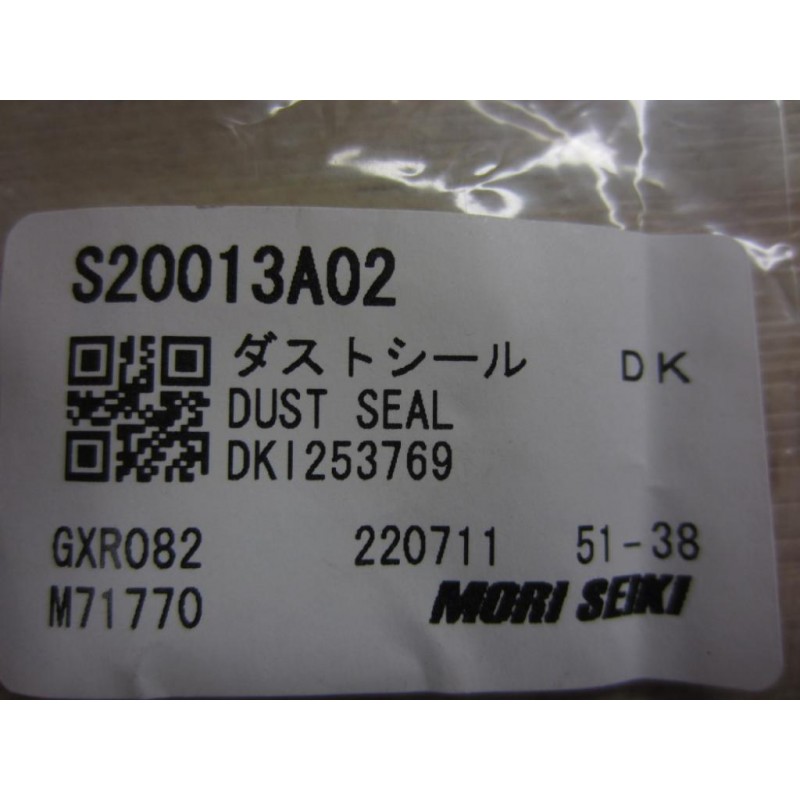 S20013A02
ダストシール DK
DUST SEAL
DKI253769
GXR082 220711 51-38
M71770 MORI SEIKI